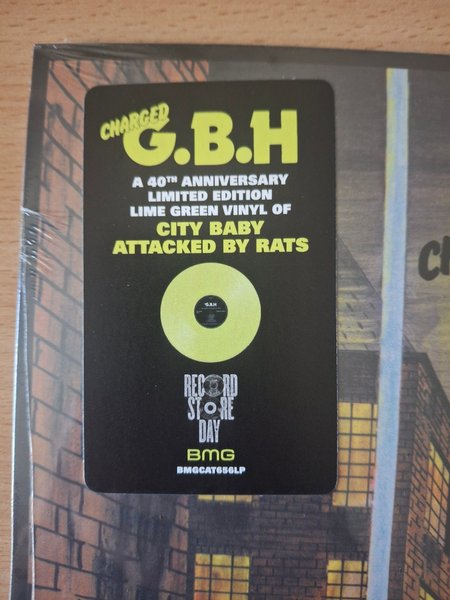 CHARGED
G.B.H
A 40TH ANNIVERSARY
LIMITED EDITION
LIME GREEN VINYL OF
CITY BABY
ATTACKED BY RATS
G.B.H
RECORD
STORE
DAY
BMG
BMGCAT656LP